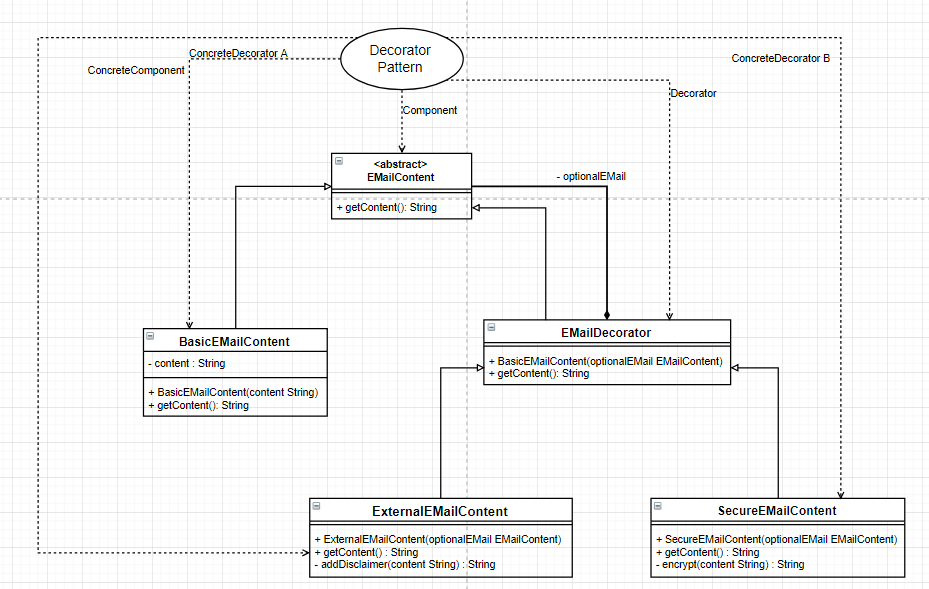 Decorator
Pattern
ConcreteDecorator A
ConcreteDecorator B
ConcreteComponent
Decorator
Component
<abstract>
EMailContent
+ getContent(): String
- optionalEMail
BasicEMailContent
- content : String
+ BasicEMailContent(content String)
+ getContent(): String
EMailDecorator
+ BasicEMailContent(optionalEMail EMailContent)
+ getContent(): String
ExternalEMailContent
+ ExternalEMailContent(optionalEMail EMailContent)
+ getContent() : String
- addDisclaimer(content String) : String
SecureEMailContent
+ SecureEMailContent(optionalEMail EMailContent)
+ getContent() : String
- encrypt(content String) : String